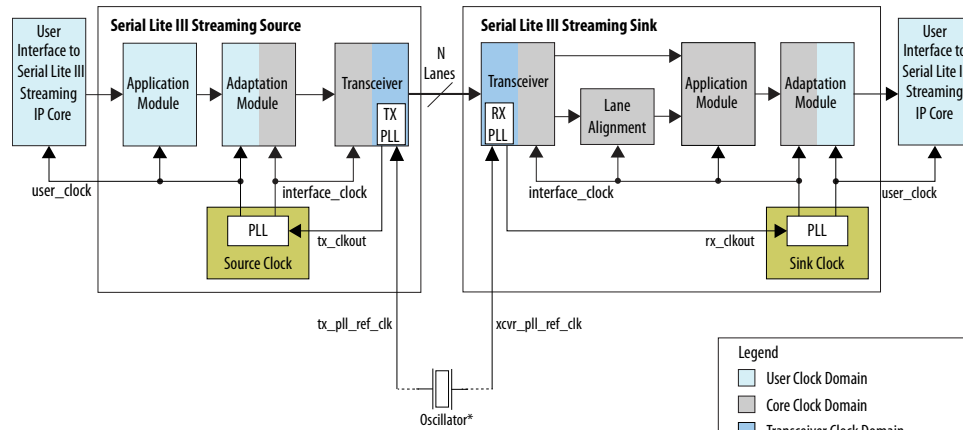 Serial Lite III Streaming Source
Serial Lite III Streaming Sink
User
Interface to
Serial Lite III
Streaming
IP Core
Application
Module
Adaptation
Module
Transceiver
TX
PLL
N
Lanes
Transceiver
RX
PLL
Lane
Alignment
Application
Module
Adaptation
Module
User
Interface to
Serial Lite I
Streaming
IP Core
user_clock
interface_clock
interface_clock
user_clock
PLL
Source Clock
tx_clkout
rx_clkout
PLL
Sink Clock
tx_pll_ref_clk
xcvr_pll_ref_clk
Oscillator*
Legend
User Clock Domain
Core Clock Domain
Transceiver Clock Domain